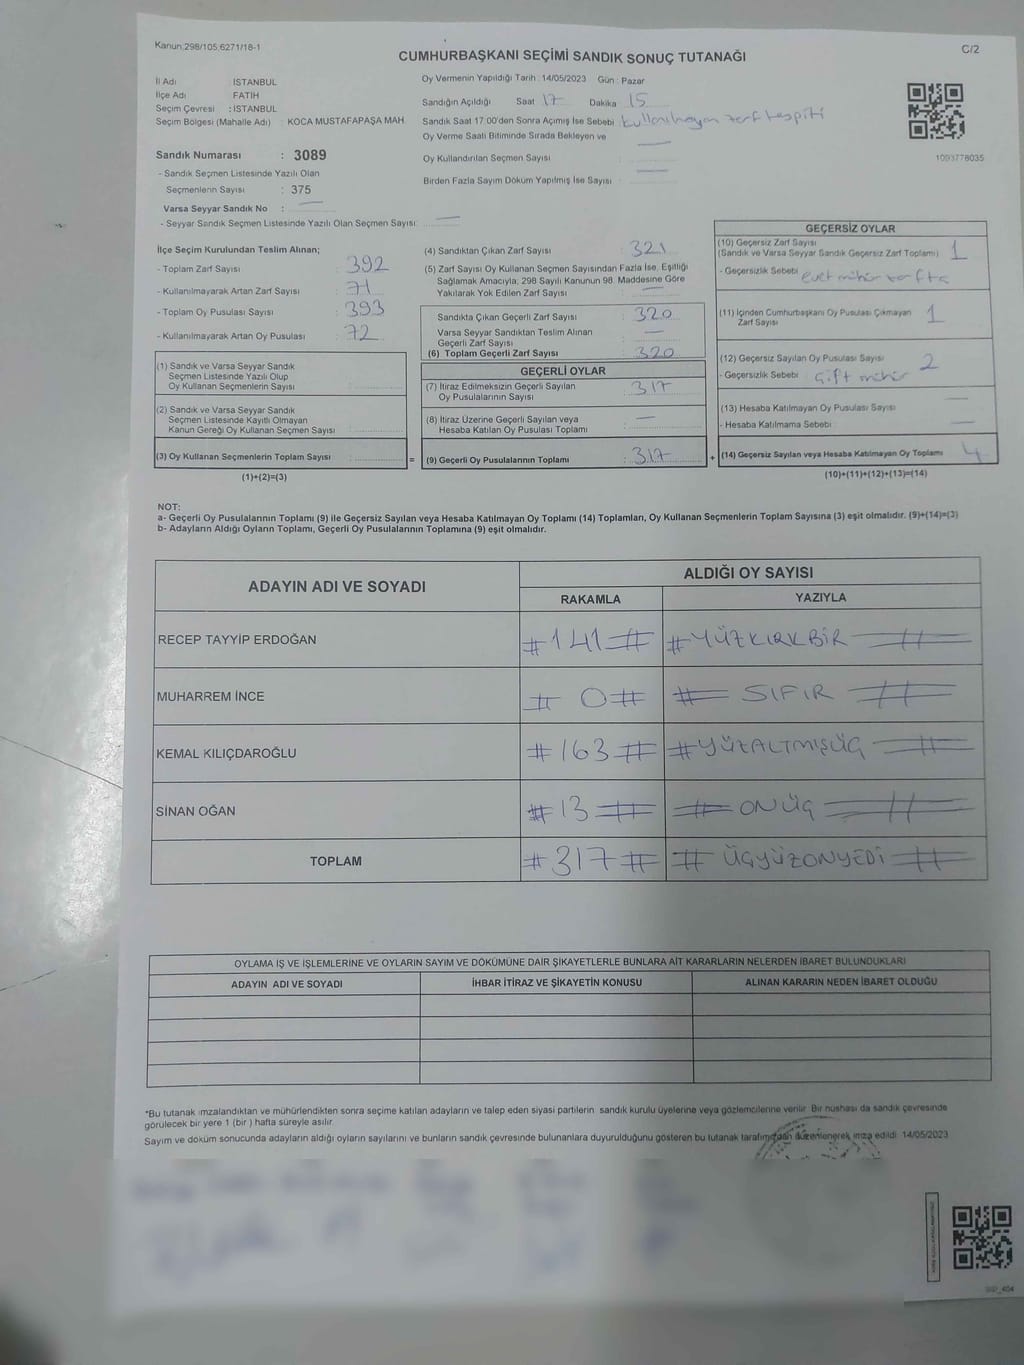 Kanun:298/105;6271/18-1
CUMHURBAŞKANI SEÇİMİ SANDIK SONUÇ TUTANAĞI
C/2
İl Adı : İSTANBUL
İlçe Adı : FATİH
Seçim Çevresi : İSTANBUL
Seçim Bölgesi (Mahalle Adı) : KOCA MUSTAFAPAŞA MAH.
Sandık Numarası : 3089
- Sandık Seçmen Listesinde Yazılı Olan
Seçmenlerin Sayısı : 375
Varsa Seyyar Sandık No :
- Seyyar Sandık Seçmen Listesinde Yazılı Olan Seçmen Sayısı:
Oy Vermenin Yapıldığı Tarih : 14/05/2023 Gün : Pazar
Sandığın Açıldığı Saat 17 Dakika 15
Sandık Saat 17:00'den Sonra Açılmış İse Sebebi kullanılmayan zarf tespiti
Oy Verme Saati Bitiminde Sırada Bekleyen ve
Oy Kullandırılan Seçmen Sayısı :
Birden Fazla Sayım Döküm Yapılmış İse Sayısı :
1093778035
İlçe Seçim Kurulundan Teslim Alınan;
- Toplam Zarf Sayısı : 392
- Kullanılmayarak Artan Zarf Sayısı : 71
- Toplam Oy Pusulası Sayısı : 393
- Kullanılmayarak Artan Oy Pusulası : 72
(1) Sandık ve Varsa Seyyar Sandık
Seçmen Listesinde Yazılı Olup
Oy Kullanan Seçmenlerin Sayısı :
(2) Sandık ve Varsa Seyyar Sandık
Seçmen Listesinde Kayıtlı Olmayan
Kanun Gereği Oy Kullanan Seçmen Sayısı :
(3) Oy Kullanan Seçmenlerin Toplam Sayısı :
(1)+(2)=(3)
(4) Sandıktan Çıkan Zarf Sayısı : 321
(5) Zarf Sayısı Oy Kullanan Seçmen Sayısından Fazla İse, Eşitliği
Sağlamak Amacıyla; 298 Sayılı Kanunun 98. Maddesine Göre
Yakılarak Yok Edilen Zarf Sayısı :
Sandıkta Çıkan Geçerli Zarf Sayısı : 320
Varsa Seyyar Sandıktan Teslim Alınan
Geçerli Zarf Sayısı :
(6) Toplam Geçerli Zarf Sayısı : 320
GEÇERLİ OYLAR
(7) İtiraz Edilmeksizin Geçerli Sayılan
Oy Pusulalarının Sayısı : 317
(8) İtiraz Üzerine Geçerli Sayılan veya
Hesaba Katılan Oy Pusulası Toplamı :
= (9) Geçerli Oy Pusulalarının Toplamı : 317
GEÇERSİZ OYLAR
(10) Geçersiz Zarf Sayısı
(Sandık ve Varsa Seyyar Sandık Geçersiz Zarf Toplamı) : 1
- Geçersizlik Sebebi : evet mühür zarfta
(11) İçinden Cumhurbaşkanı Oy Pusulası Çıkmayan
Zarf Sayısı : 1
(12) Geçersiz Sayılan Oy Pusulası Sayısı : 2
- Geçersizlik Sebebi : Çift mühür
(13) Hesaba Katılmayan Oy Pusulası Sayısı :
- Hesaba Katılmama Sebebi :
+ (14) Geçersiz Sayılan veya Hesaba Katılmayan Oy Toplamı : 4
(10)+(11)+(12)+(13)=(14)
NOT:
a- Geçerli Oy Pusulalarının Toplamı (9) ile Geçersiz Sayılan veya Hesaba Katılmayan Oy Toplamı (14) Toplamları, Oy Kullanan Seçmenlerin Toplam Sayısına (3) eşit olmalıdır. (9)+(14)=(3)
b- Adayların Aldığı Oyların Toplamı, Geçerli Oy Pusulalarının Toplamına (9) eşit olmalıdır.
ADAYIN ADI VE SOYADI
ALDIĞI OY SAYISI
RAKAMLA YAZIYLA
RECEP TAYYİP ERDOĞAN #141# #YÜZKIRKBİR #
MUHARREM İNCE # 0# # SIFIR #
KEMAL KILIÇDAROĞLU #163# #YÜZALTMIŞÜÇ #
SİNAN OĞAN #13 # # ONÜÇ #
TOPLAM #317# # ÜÇYÜZONYEDİ #
OYLAMA İŞ VE İŞLEMLERİNE VE OYLARIN SAYIM VE DÖKÜMÜNE DAİR ŞİKAYETLERLE BUNLARA AİT KARARLARIN NELERDEN İBARET BULUNDUKLARI
ADAYIN ADI VE SOYADI İHBAR İTİRAZ VE ŞİKAYETİN KONUSU ALINAN KARARIN NEDEN İBARET OLDUĞU
*Bu tutanak imzalandıktan ve mühürlendikten sonra seçime katılan adayların ve talep eden siyasi partilerin sandık kurulu üyelerine veya gözlemcilerine verilir. Bir nüshası da sandık çevresinde
görülecek bir yere 1 (bir ) hafta süreyle asılır.
Sayım ve döküm sonucunda adayların aldığı oyların sayılarını ve bunların sandık çevresinde bulunanlara duyurulduğunu gösteren bu tutanak tarafımızdan düzenlenerek imza edildi. 14/05/2023